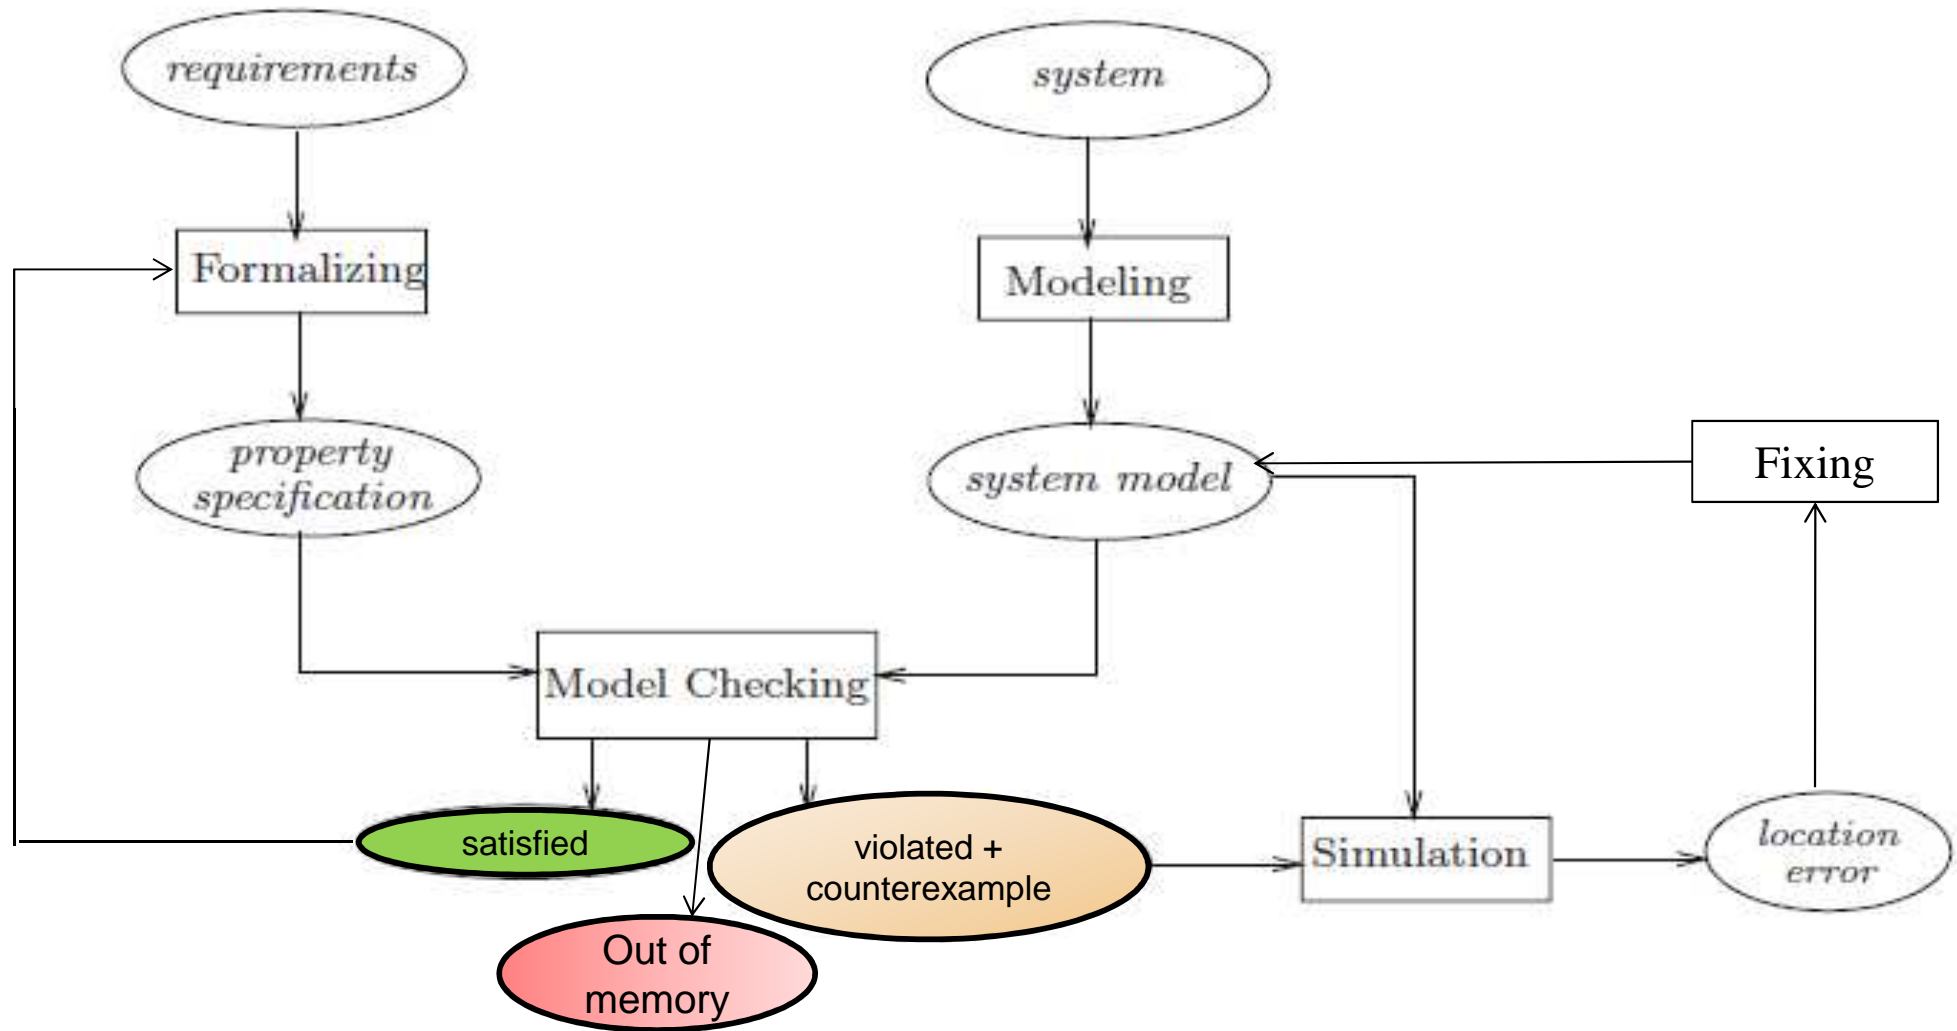 requirements
system
Formalizing
Modeling
property
specification
system model
Fixing
Model Checking
satisfied
violated +
counterexample
Simulation
location
error
Out of
memory